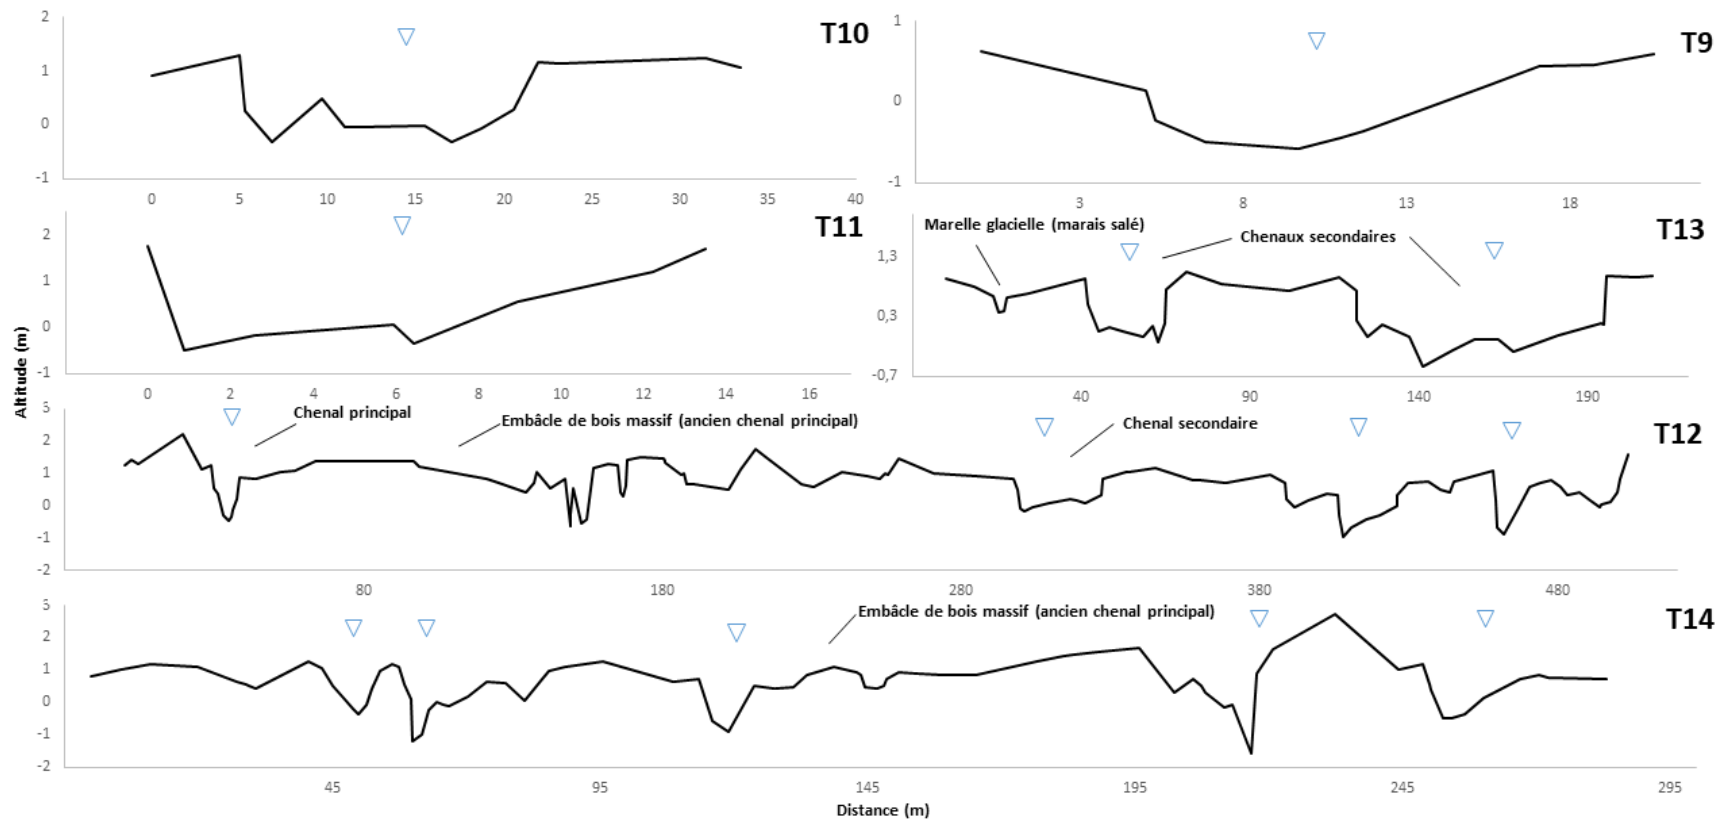 2
1
0
-1
T10
0 5 10 15 20 25 30 35 40
1
0
-1
T9
3 8 13 18
2
1
0
-1
T11
0 2 4 6 8 10 12 14 16
Marelle glacielle (marais salé)
Chenaux secondaires
T13
1,3
0,3
-0,7
40 90 140 190
Altitude (m)
2
1
0
-1
-2
Chenal principal
Embâcle de bois massif (ancien chenal principal)
Chenal secondaire
T12
80 180 280 380 480
2
1
0
-1
-2
Embâcle de bois massif (ancien chenal principal)
T14
45 95 145 195 245 295
Distance (m)